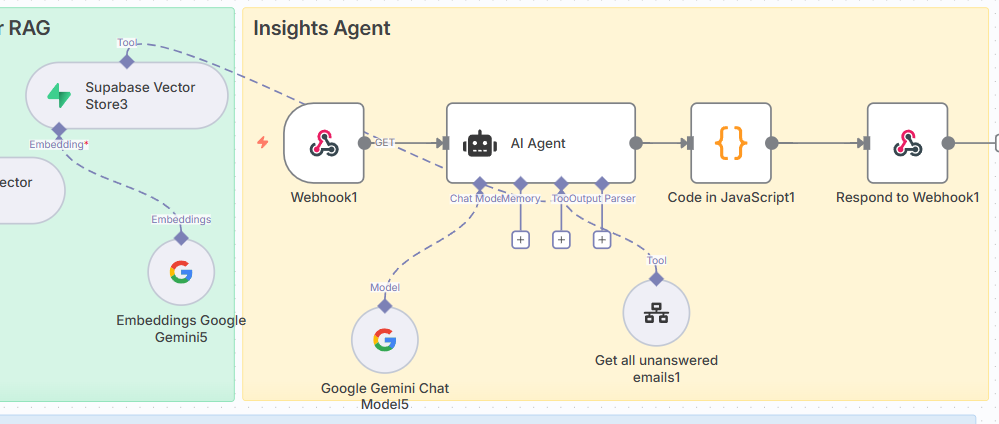 r RAG
Insights Agent
Tool
Supabase Vector
Store3
Embedding*
ector
Embeddings
Embeddings Google
Gemini5
Webhook1
GET
AI Agent
Chat Mode
Memory
Too
Output Parser
Code in JavaScript1
Respond to Webhook1
+
+
+
Model
Google Gemini Chat
Model5
Tool
Get all unanswered
emails1